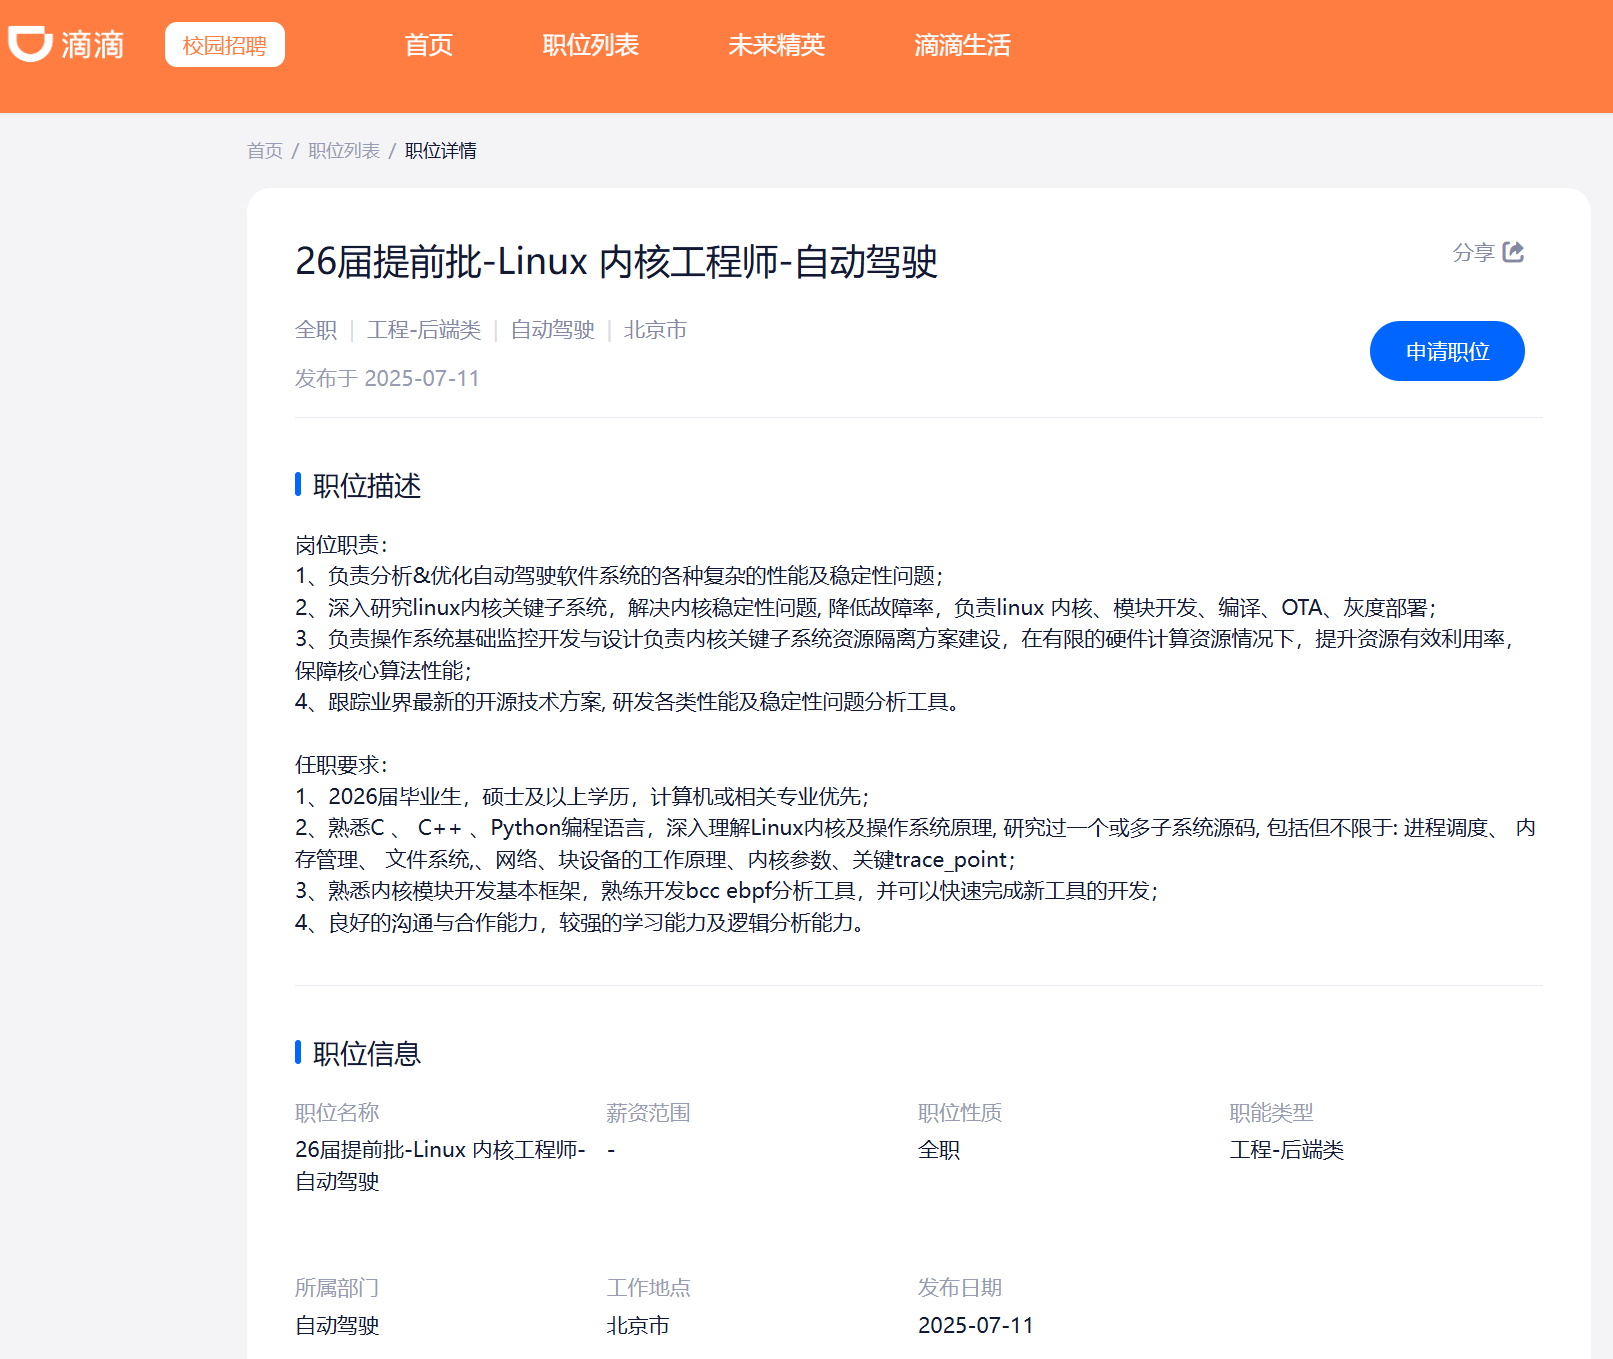 滴滴 校园招聘 首页 职位列表 未来精英 滴滴生活
首页 / 职位列表 / 职位详情
26届提前批-Linux 内核工程师-自动驾驶
分享
全职 | 工程-后端类 | 自动驾驶 | 北京市
申请职位
发布于 2025-07-11
职位描述
岗位职责：
1、负责分析&优化自动驾驶软件系统的各种复杂的性能及稳定性问题；
2、深入研究linux内核关键子系统，解决内核稳定性问题, 降低故障率，负责linux 内核、模块开发、编译、OTA、灰度部署；
3、负责操作系统基础监控开发与设计负责内核关键子系统资源隔离方案建设，在有限的硬件计算资源情况下，提升资源有效利用率，
保障核心算法性能；
4、跟踪业界最新的开源技术方案, 研发各类性能及稳定性问题分析工具。
任职要求：
1、2026届毕业生，硕士及以上学历，计算机或相关专业优先；
2、熟悉C 、 C++ 、Python编程语言，深入理解Linux内核及操作系统原理, 研究过一个或多子系统源码, 包括但不限于: 进程调度、 内
存管理、 文件系统,、网络、块设备的工作原理、内核参数、关键trace_point；
3、熟悉内核模块开发基本框架，熟练开发bcc ebpf分析工具，并可以快速完成新工具的开发；
4、良好的沟通与合作能力，较强的学习能力及逻辑分析能力。
职位信息
职位名称 薪资范围 职位性质 职能类型
26届提前批-Linux 内核工程师- - 全职 工程-后端类
自动驾驶
所属部门 工作地点 发布日期
自动驾驶 北京市 2025-07-11